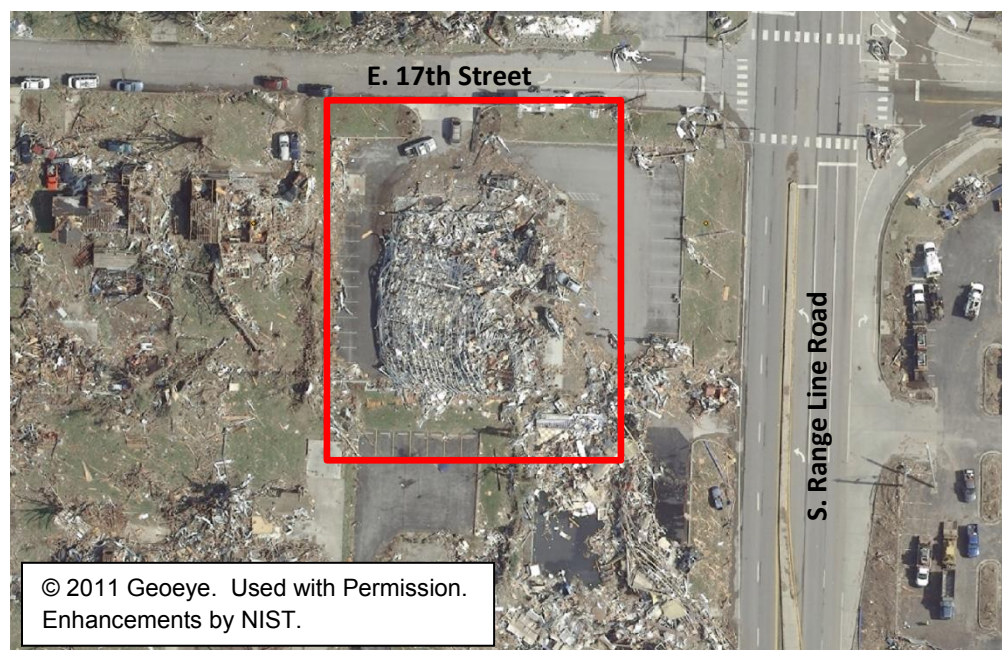 E. 17th Street
S. Range Line Road
© 2011 Geoeye.  Used with Permission.
Enhancements by NIST.